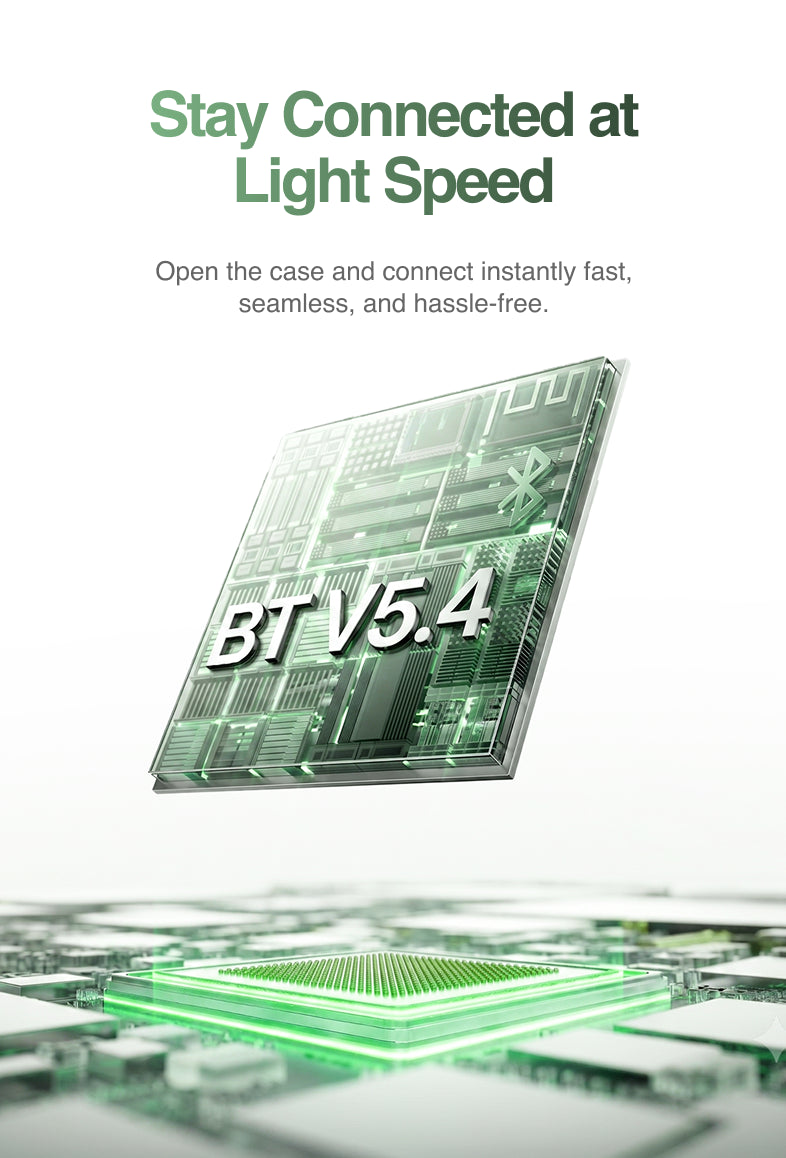 Stay Connected at
Light Speed
Open the case and connect instantly fast,
seamless, and hassle-free.
BT V5.4